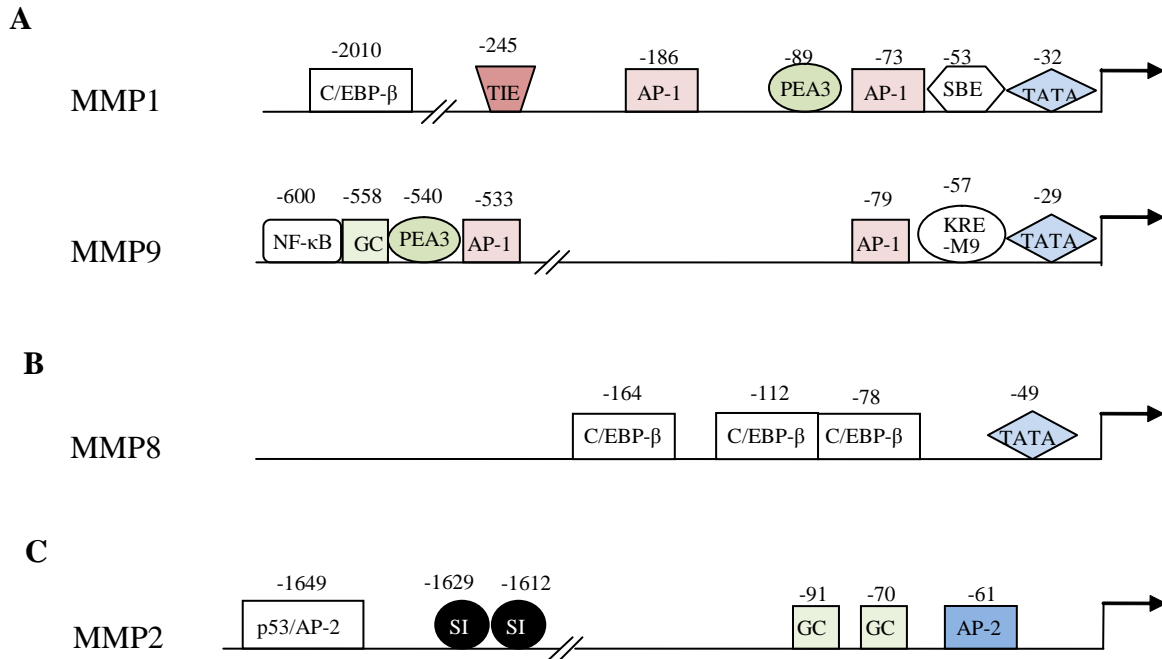 A
-2010 -245 -186 -89 -73 -53 -32
MMP1 C/EBP-β TIE AP-1 PEA3 AP-1 SBE TATA
-600 -558 -540 -533 -79 -57 -29
MMP9 NF-κB GC PEA3 AP-1 AP-1 KRE -M9 TATA
B
-164 -112 -78 -49
MMP8 C/EBP-β C/EBP-β C/EBP-β TATA
C
-1649 -1629 -1612 -91 -70 -61
MMP2 p53/AP-2 SI SI GC GC AP-2